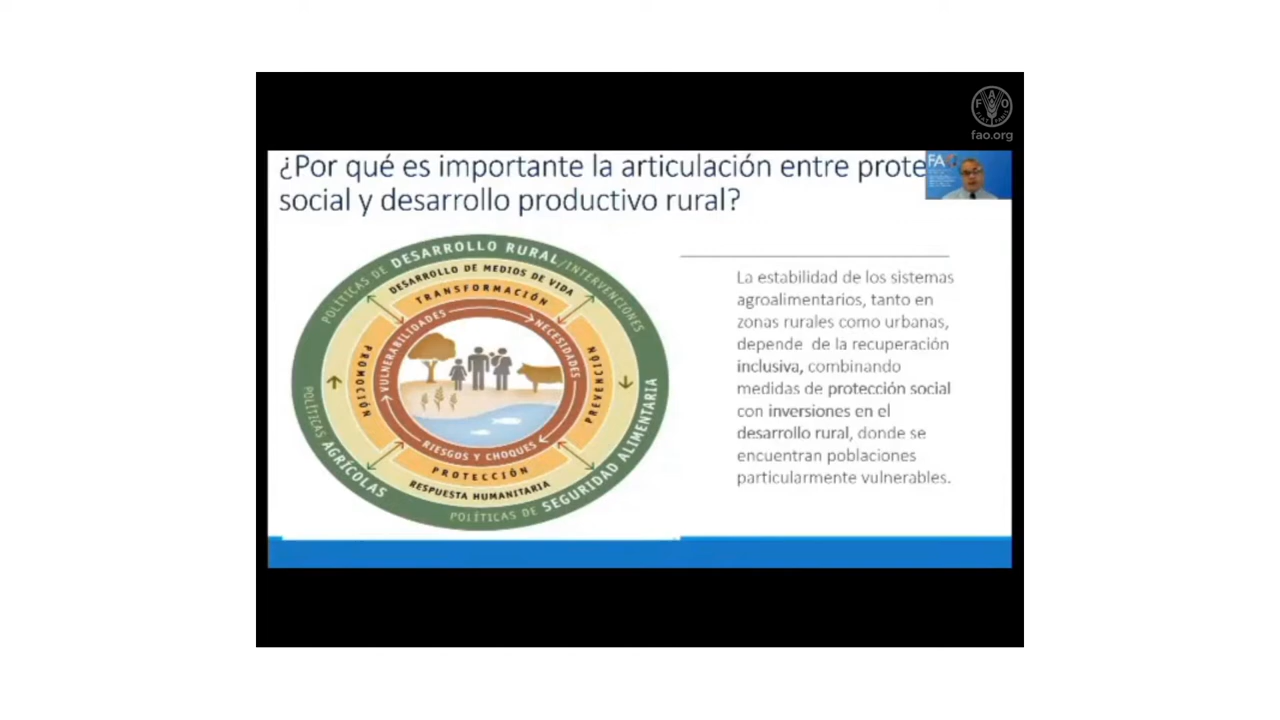 FAO
fao.org
¿Por qué es importante la articulación entre prote
social y desarrollo productivo rural?
FAO
POLÍTICAS DE DESARROLLO RURAL/INTERVENCIONES
DESARROLLO DE MEDIOS DE VIDA
TRANSFORMACIÓN
VULNERABILIDADES
NECESIDADES
PROMOCIÓN
PREVENCIÓN
RIESGOS Y CHOQUES
PROTECCIÓN
RESPUESTA HUMANITARIA
POLÍTICAS AGRÍCOLAS
POLÍTICAS DE SEGURIDAD ALIMENTARIA
La estabilidad de los sistemas
agroalimentarios, tanto en
zonas rurales como urbanas,
depende de la recuperación
inclusiva, combinando
medidas de protección social
con inversiones en el
desarrollo rural, donde se
encuentran poblaciones
particularmente vulnerables.